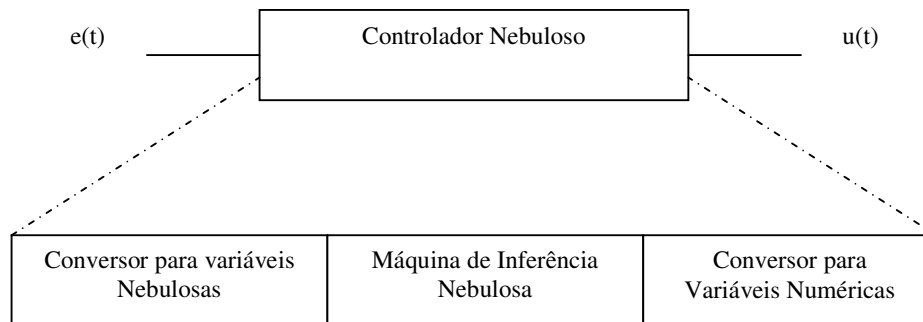 e(t)
Controlador Nebuloso
u(t)
Conversor para variáveis
Nebulosas
Máquina de Inferência
Nebulosa
Conversor para
Variáveis Numéricas